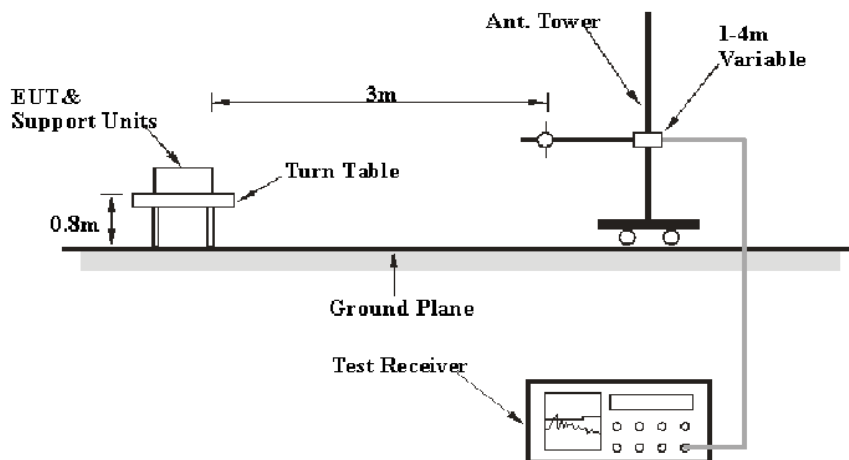 Ant. Tower
1-4m
Variable
3m
EUT&
Support Units
Turn Table
0.8m
Ground Plane
Test Receiver